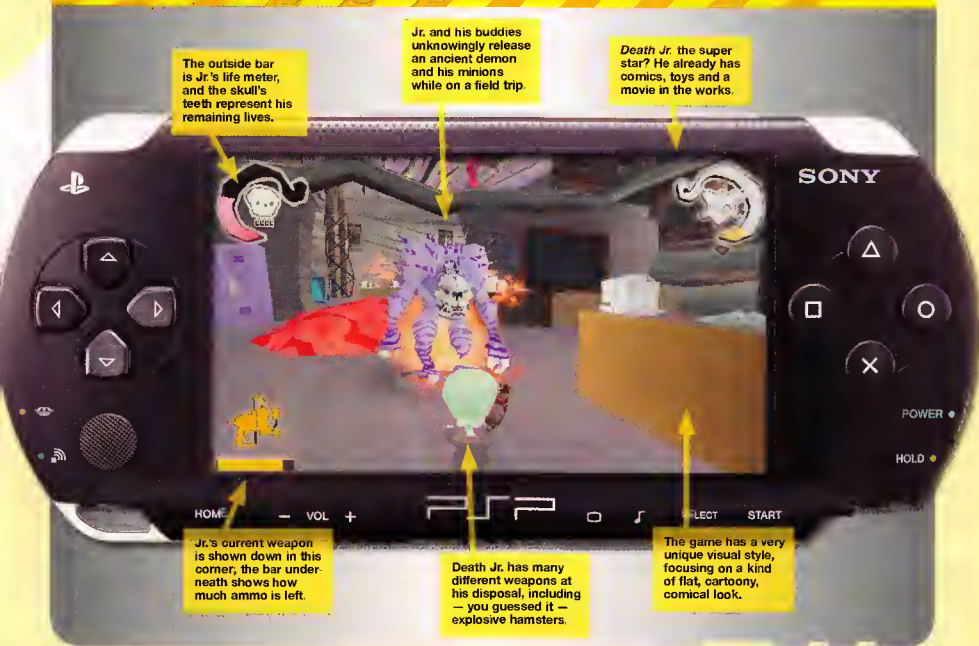 Jr. and his buddies
unknowingly release
an ancient demon
and his minions
while on a field trip.
Death Jr. the super
star? He already has
comics, toys and a
movie in the works.
The outside bar
is Jr.'s life meter,
and the skull's
teeth represent his
remaining lives.
SONY
POWER
HOLD
HOME
– VOL +
PSP
SELECT
START
Jr.'s current weapon
is shown down in this
corner; the bar under-
neath shows how
much ammo is left.
Death Jr. has many
different weapons at
his disposal, including
— you guessed it —
explosive hamsters.
The game has a very
unique visual style,
focusing on a kind
of flat, cartoony,
comical look.